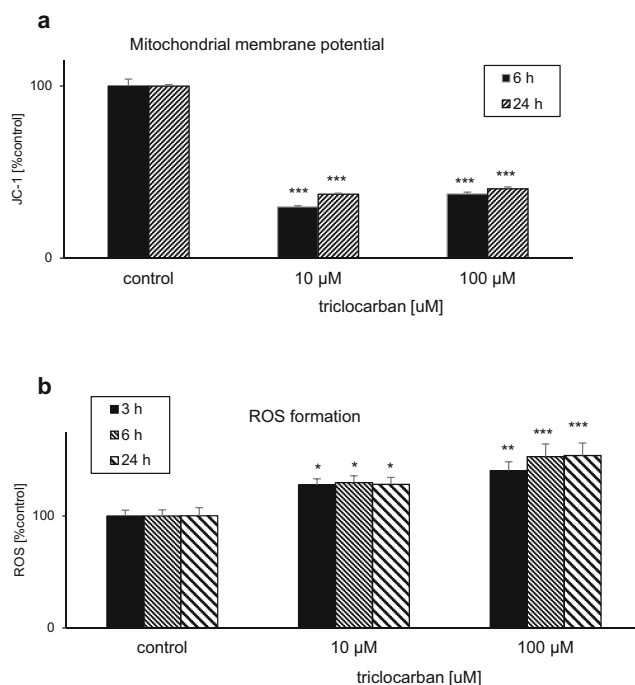 a
Mitochondrial membrane potential
6 h
24 h
JC-1 [%control]
100
0
*** ***
*** ***
control 10 µM 100 µM
triclocarban [uM]
b
3 h
6 h
24 h
ROS formation
ROS [%control]
100
0
* * *
** *** ***
control 10 µM 100 µM
triclocarban [uM]